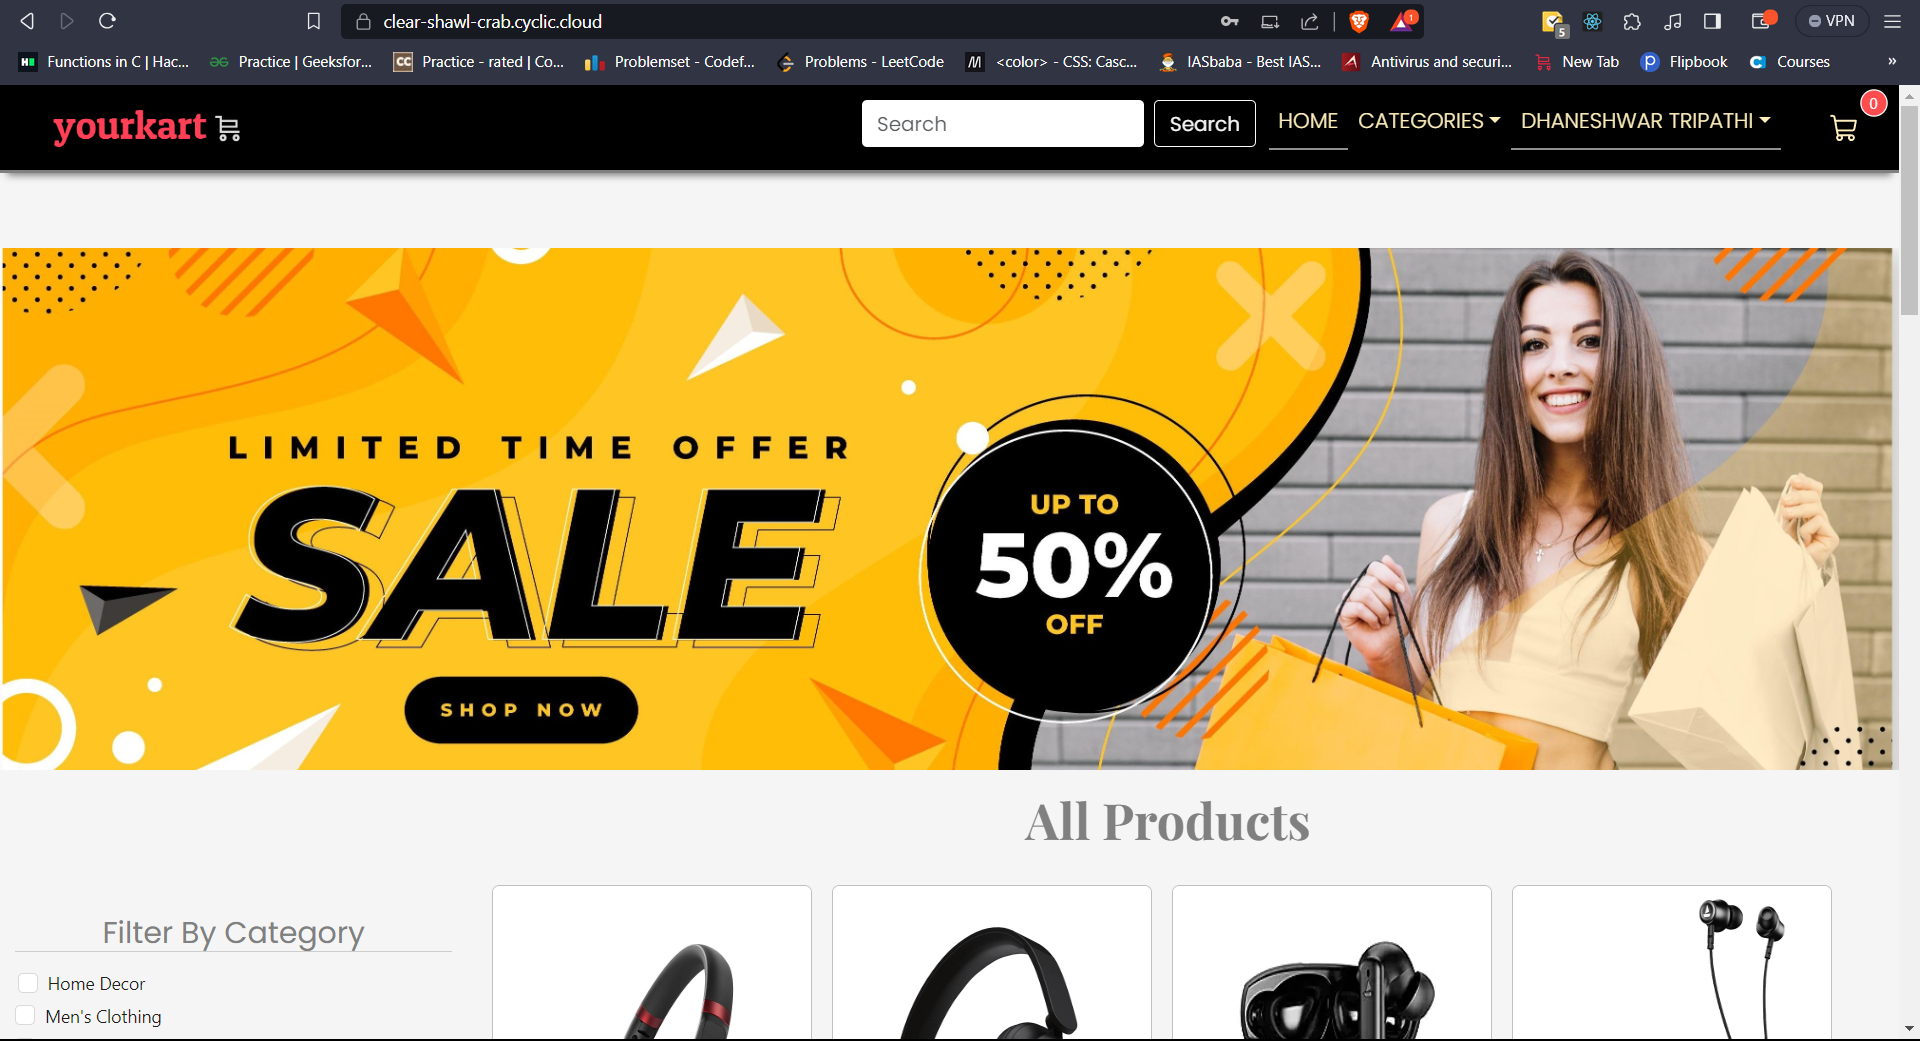 clear-shawl-crab.cyclic.cloud
1
5
VPN
Functions in C | Hac...
Practice | Geeksfor...
CC
Practice - rated | Co...
Problemset - Codef...
Problems - LeetCode
M
<color> - CSS: Casc...
IASbaba - Best IAS...
Antivirus and securi...
New Tab
Flipbook
Courses
»
yourkart
Search
Search
HOME
CATEGORIES
DHANESHWAR TRIPATHI
0
LIMITED TIME OFFER
SALE
SHOP NOW
UP TO
50%
OFF
All Products
Filter By Category
Home Decor
Men's Clothing